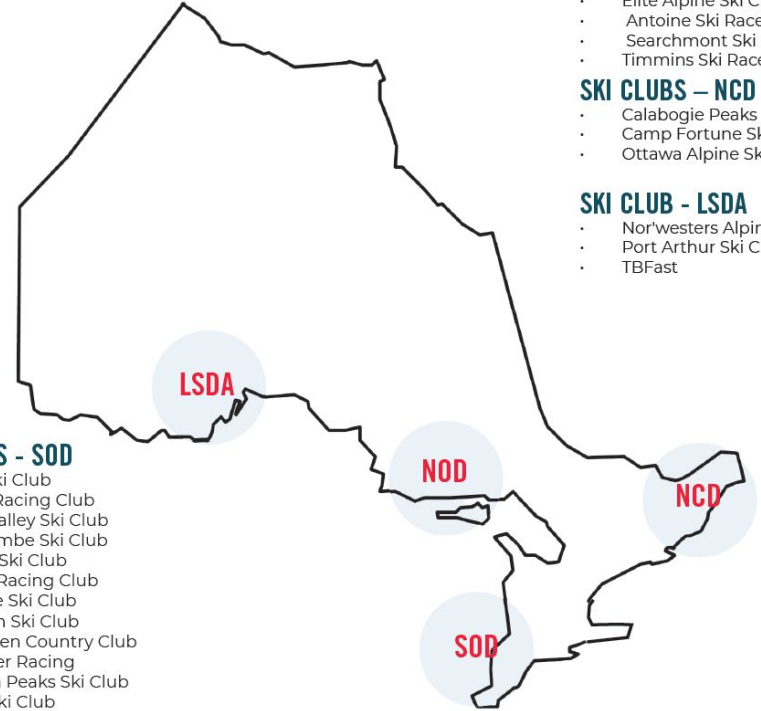 Elite Alpine Ski C
Antoine Ski Race
Searchmont Ski
Timmins Ski Race
SKI CLUBS – NCD
Calabogie Peaks
Camp Fortune Sk
Ottawa Alpine Sk
SKI CLUB - LSDA
Nor'westers Alpin
Port Arthur Ski C
TBFast
LSDA
NOD
NCD
SOD
S - SOD
ki Club
Racing Club
alley Ski Club
mbe Ski Club
Ski Club
Racing Club
e Ski Club
n Ski Club
en Country Club
er Racing
n Peaks Ski Club
ki Club